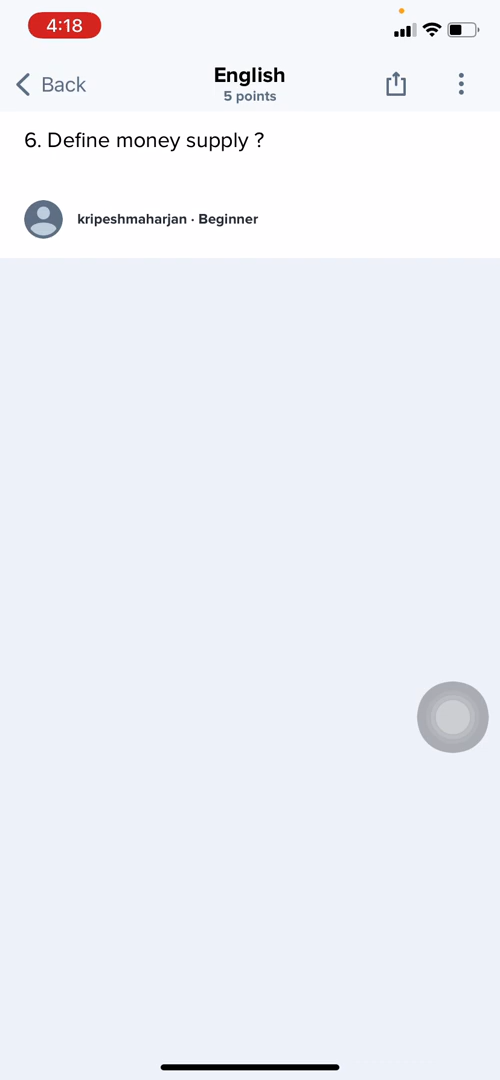 4:18
Back
English
5 points
6. Define money supply ?
kripeshmaharjan · Beginner